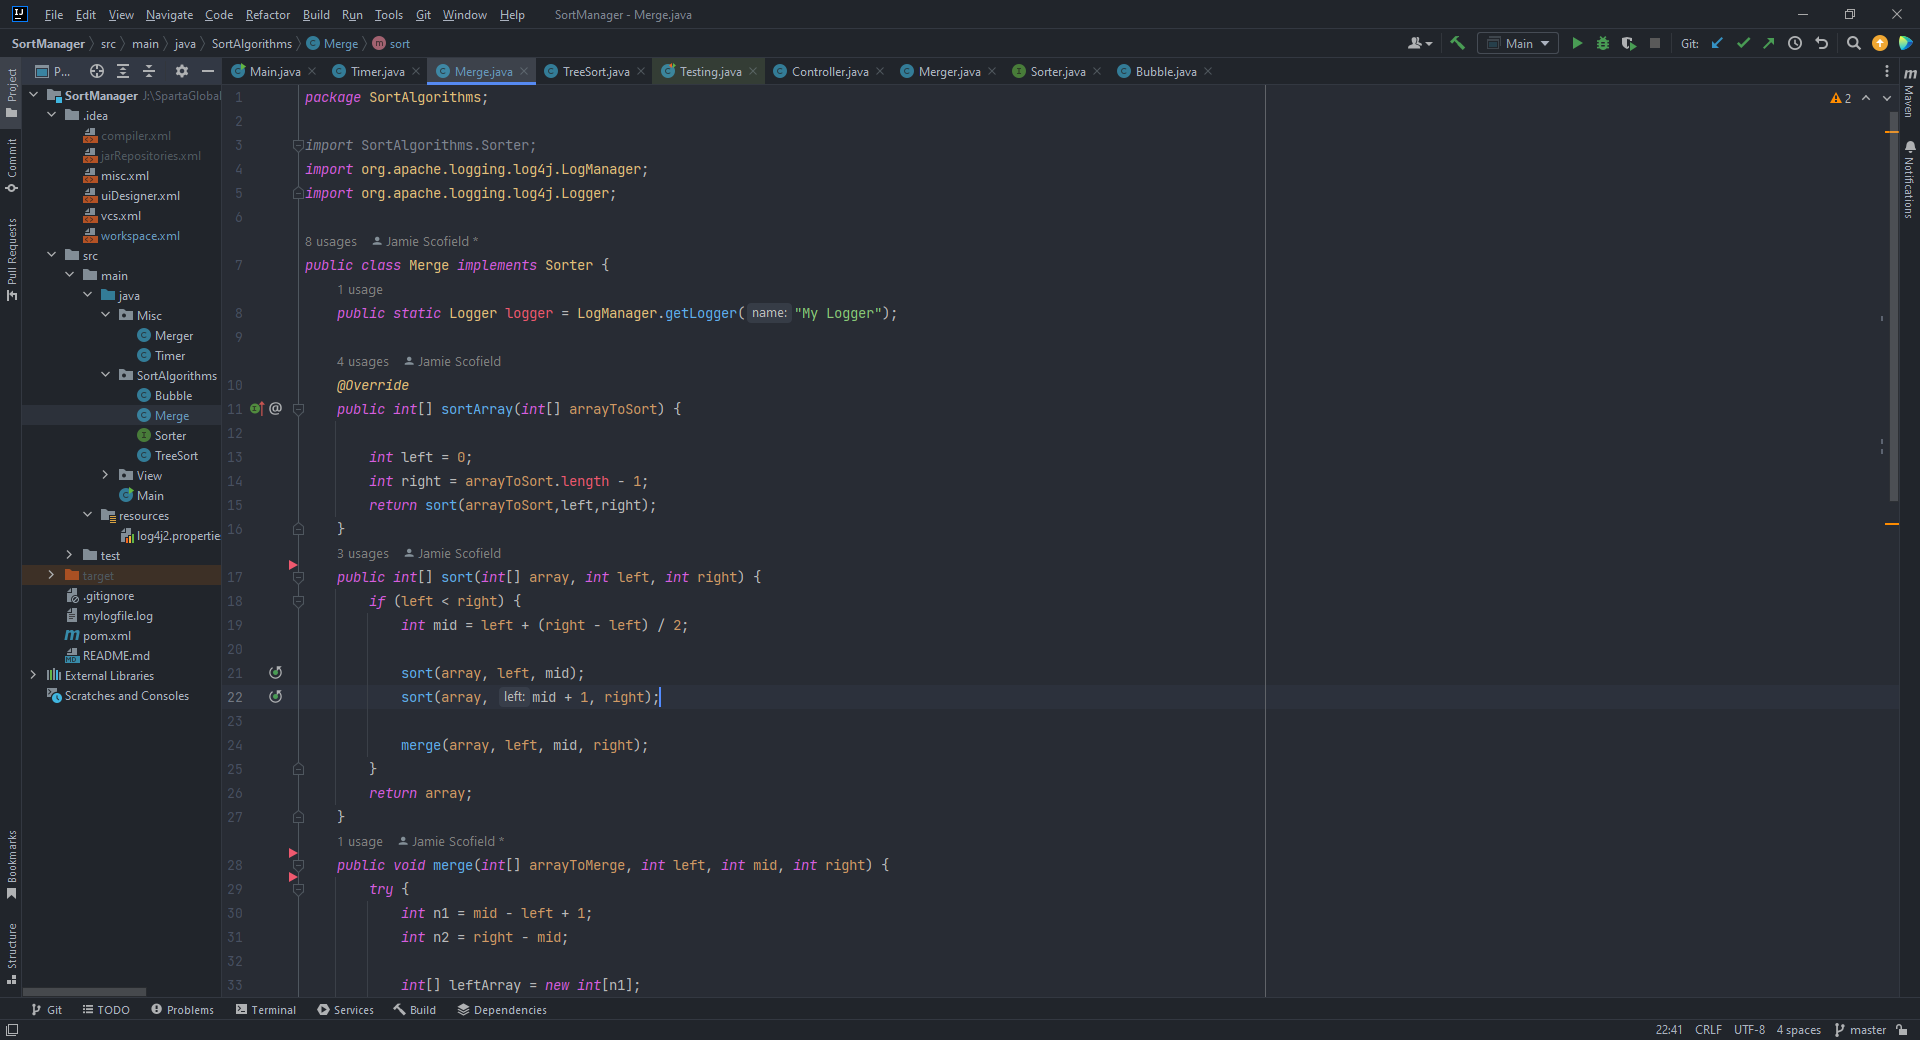 File Edit View Navigate Code Refactor Build Run Tools Git Window Help SortManager - Merge.java
SortManager src main java SortAlgorithms Merge sort
Main Git:
P...
Main.java Timer.java Merge.java TreeSort.java Testing.java Controller.java Merger.java Sorter.java Bubble.java
Project
Commit
Pull Requests
Bookmarks
Structure
SortManager J:\SpartaGlobal
.idea
compiler.xml
jarRepositories.xml
misc.xml
uiDesigner.xml
vcs.xml
workspace.xml
src
main
java
Misc
Merger
Timer
SortAlgorithms
Bubble
Merge
Sorter
TreeSort
View
Main
resources
log4j2.propertie
test
target
.gitignore
mylogfile.log
pom.xml
README.md
External Libraries
Scratches and Consoles
1 package SortAlgorithms;
2
3 import SortAlgorithms.Sorter;
4 import org.apache.logging.log4j.LogManager;
5 import org.apache.logging.log4j.Logger;
6
8 usages Jamie Scofield *
7 public class Merge implements Sorter {
1 usage
8 public static Logger logger = LogManager.getLogger( name: "My Logger");
9
4 usages Jamie Scofield
10 @Override
11 public int[] sortArray(int[] arrayToSort) {
12
13 int left = 0;
14 int right = arrayToSort.length - 1;
15 return sort(arrayToSort,left,right);
16 }
3 usages Jamie Scofield
17 public int[] sort(int[] array, int left, int right) {
18 if (left < right) {
19 int mid = left + (right - left) / 2;
20
21 sort(array, left, mid);
22 sort(array, left: mid + 1, right);
23
24 merge(array, left, mid, right);
25 }
26 return array;
27 }
1 usage Jamie Scofield *
28 public void merge(int[] arrayToMerge, int left, int mid, int right) {
29 try {
30 int n1 = mid - left + 1;
31 int n2 = right - mid;
32
33 int[] leftArray = new int[n1];
2
Maven
Notifications
Git TODO Problems Terminal Services Build Dependencies
22:41 CRLF UTF-8 4 spaces master